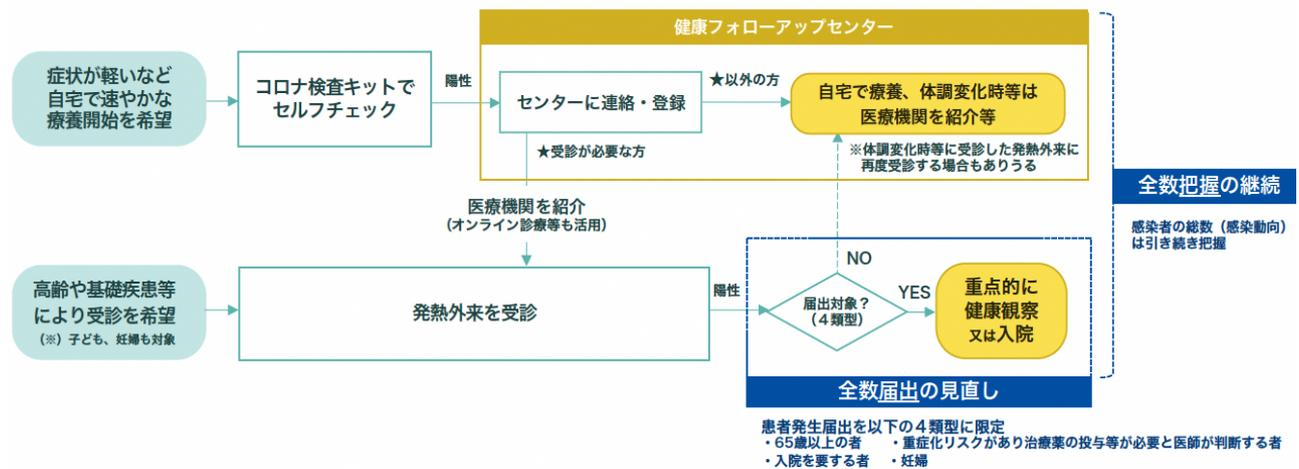 健康フォローアップセンター
症状が軽いなど
自宅で速やかな
療養開始を希望
コロナ検査キットで
セルフチェック
陽性
センターに連絡・登録
★以外の方
自宅で療養、体調変化時等は
医療機関を紹介等
★受診が必要な方
※体調変化時等に受診した発熱外来に
再度受診する場合もありうる
全数把握の継続
感染者の総数（感染動向）
は引き続き把握
医療機関を紹介
（オンライン診療等も活用）
高齢や基礎疾患等
により受診を希望
（※）子ども、妊婦も対象
発熱外来を受診
陽性
届出対象？
（４類型）
NO
YES
重点的に
健康観察
又は入院
全数届出の見直し
患者発生届出を以下の４類型に限定
・65歳以上の者　・重症化リスクがあり治療薬の投与等が必要と医師が判断する者
・入院を要する者　・妊婦